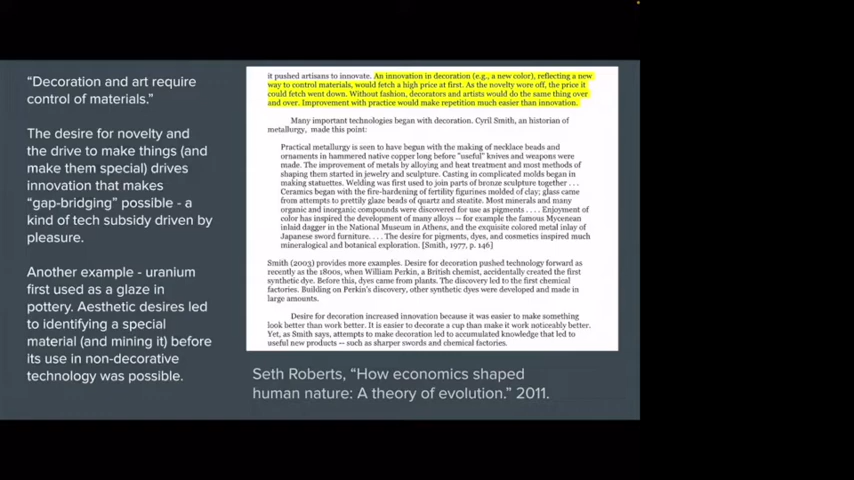 “Decoration and art require
control of materials.”
The desire for novelty and
the drive to make things (and
make them special) drives
innovation that makes
“gap-bridging” possible - a
kind of tech subsidy driven by
pleasure.
Another example - uranium
first used as a glaze in
pottery. Aesthetic desires led
to identifying a special
material (and mining it) before
its use in non-decorative
technology was possible.
it pushed artisans to innovate. An innovation in decoration (e.g., a new color), reflecting a new
way to control materials, would fetch a high price at first. As the novelty wore off, the price it
could fetch went down. Without fashion, decorators and artists would do the same thing over
and over. Improvement with practice would make repetition much easier than innovation.
Many important technologies began with decoration. Cyril Smith, an historian of
metallurgy, made this point:
Practical metallurgy is seen to have begun with the making of necklace beads and
ornaments in hammered native copper long before "useful" knives and weapons were
made. The improvement of metals by alloying and heat treatment and most methods of
shaping them started in jewelry and sculpture. Casting in complicated molds began in
making statuettes. Welding was first used to join parts of bronze sculpture together . . .
Ceramics began with the fire-hardening of fertility figurines molded of clay; glass came
from attempts to prettily glaze beads of quartz and steatite. Most minerals and many
organic and inorganic compounds were discovered for use as pigments . . . . Enjoyment of
color has inspired the development of many alloys -- for example the famous Mycenean
inlaid dagger in the National Museum in Athens, and the exquisite colored metal inlay of
Japanese sword furniture. . . . The desire for pigments, dyes, and cosmetics inspired much
mineralogical and botanical exploration. [Smith, 1977, p. 146]
Smith (2003) provides more examples. Desire for decoration pushed technology forward as
recently as the 1800s, when William Perkin, a British chemist, accidentally created the first
synthetic dye. Before this, dyes came from plants. The discovery led to the first chemical
factories. Building on Perkin's discovery, other synthetic dyes were developed and made in
large amounts.
Desire for decoration increased innovation because it was easier to make something
look better than work better. It is easier to decorate a cup than make it work noticeably better.
Yet, as Smith says, attempts to make decoration led to accumulated knowledge that led to
useful new products -- such as sharper swords and chemical factories.
Seth Roberts, “How economics shaped
human nature: A theory of evolution.” 2011.